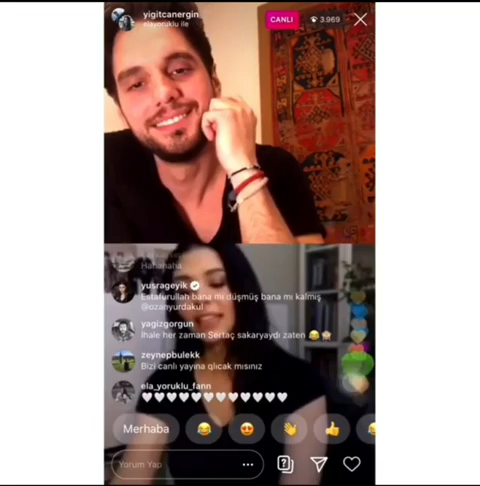 yigitcanergin
elayoruklu ile
CANLI
3.969
Hahahaha
yusrageyik
Estafurullah bana mı düşmüş bana mı kalmış
@ozanyurdakul
yagizgorgun
İhale her zaman Sertaç sakaryaydı zaten 😂🙊
zeynepbulekk
Bizi canlı yayına qlıcak mısınız
ela_yoruklu_fann
🤍🤍🤍🤍🤍🤍🤍🤍🤍🤍🤍🤍
Merhaba 😂 😍 👋 👍 😂
Yorum Yap